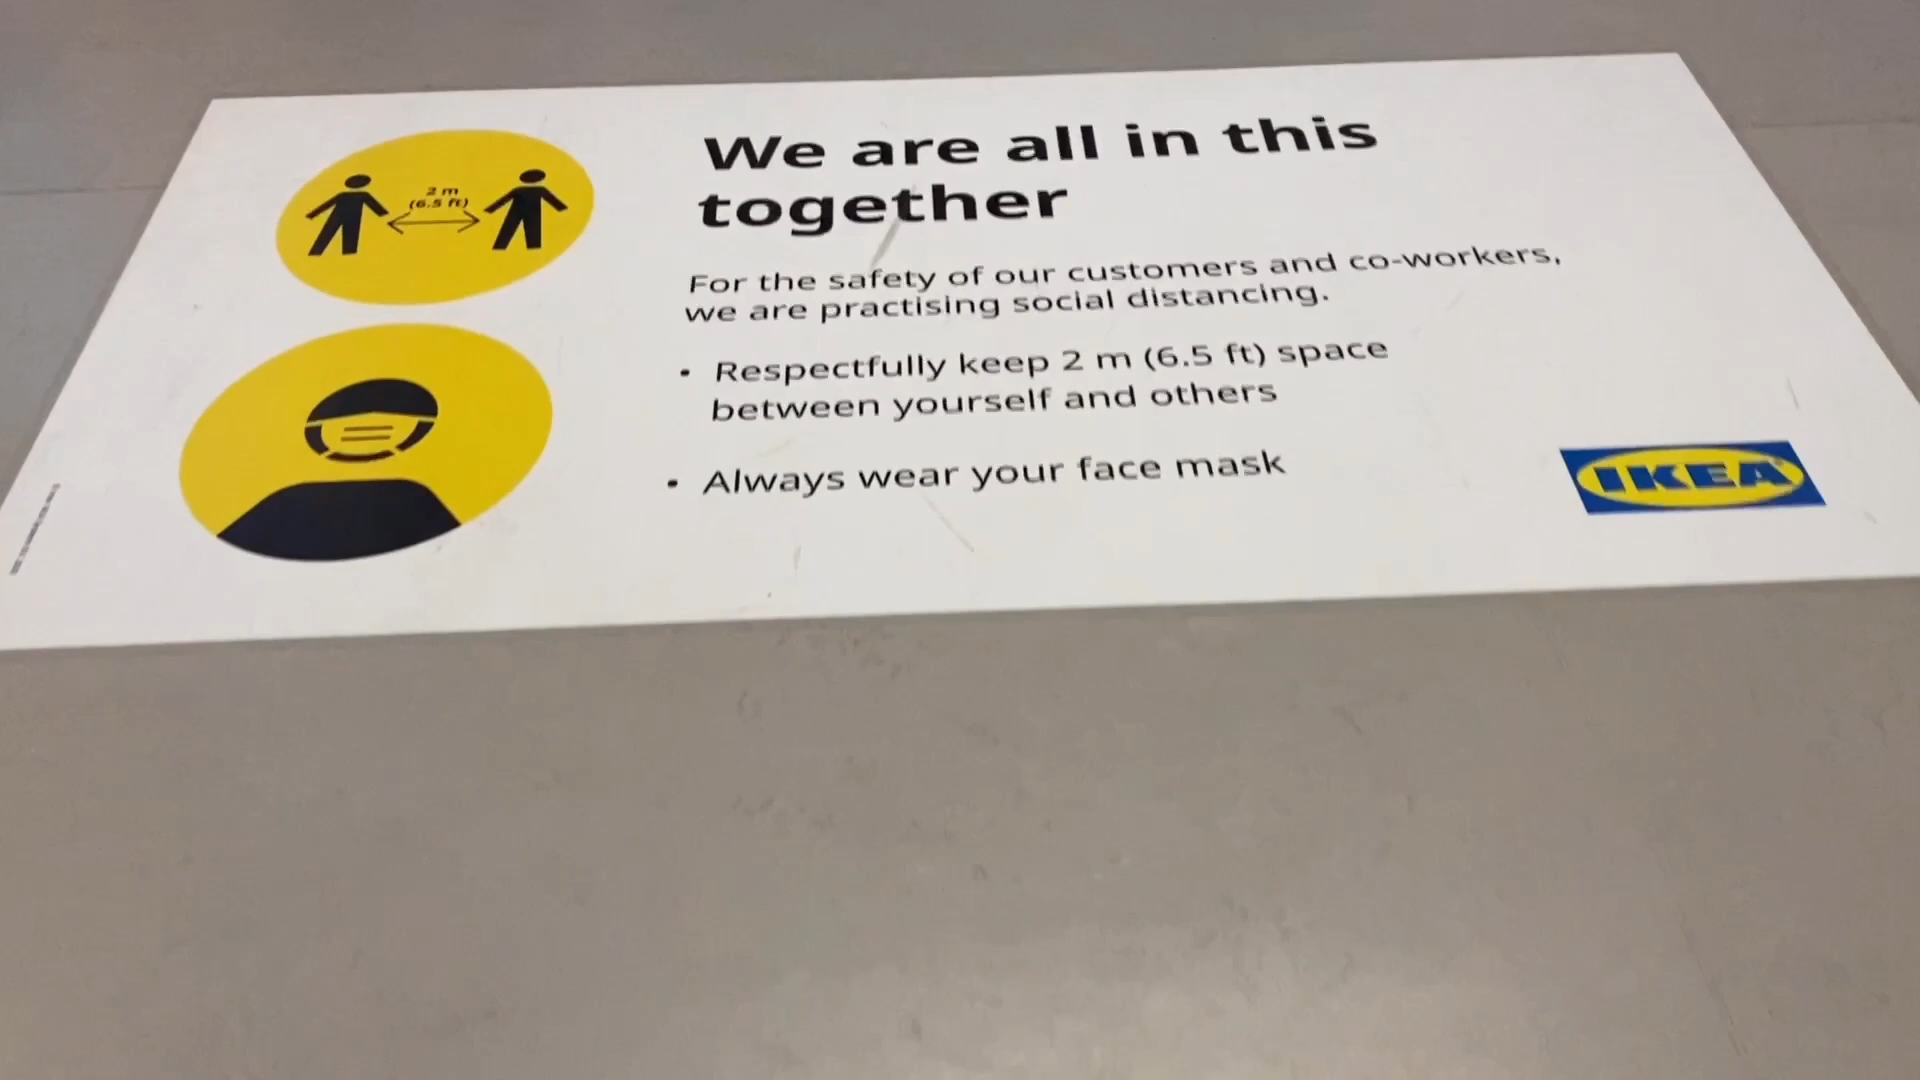 2 m
(6.5 ft)
We are all in this
together
For the safety of our customers and co-workers,
we are practising social distancing.
• Respectfully keep 2 m (6.5 ft) space
between yourself and others
• Always wear your face mask
IKEA